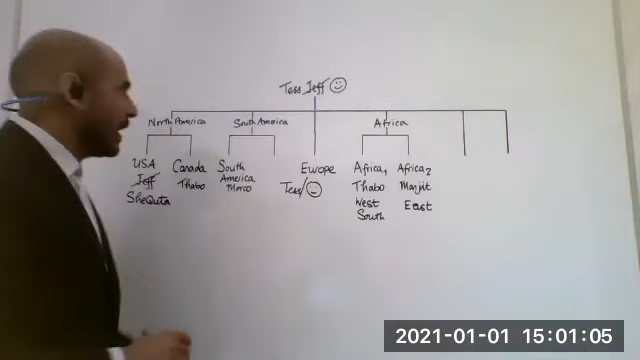 Tess Jeff
North America
South America
Africa
USA
Jeff
SheQuta
Canada
Thabo
South
America
Marco
Europe
Tess/
Africa1
Thabo
West
South
Africa2
Manjit
East
2021-01-01 15:01:05